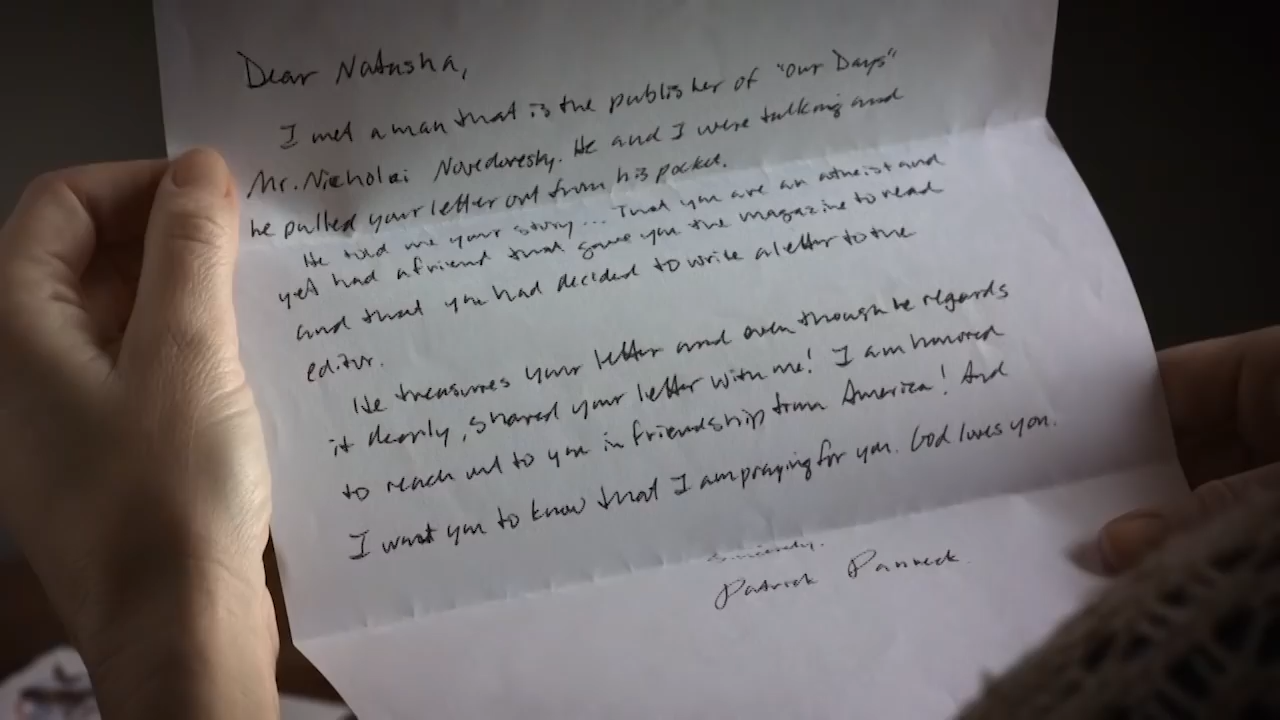 Dear Natasha,
I met a man that is the publisher of "Our Days"
Mr. Nicholai Novedoresky. He and I were talking and
he pulled your letter out from his pocket.
He told me your story... That you are an atheist and
yet had a friend that gave you the magazine to read
and that you had decided to write a letter to the
editor.
He treasures your letter and even though he regards
it dearly, shared your letter with me! I am honored
to reach out to you in friendship from America! And
I want you to know that I am praying for you. God loves you.
Sincerely,
Patrick Panneck